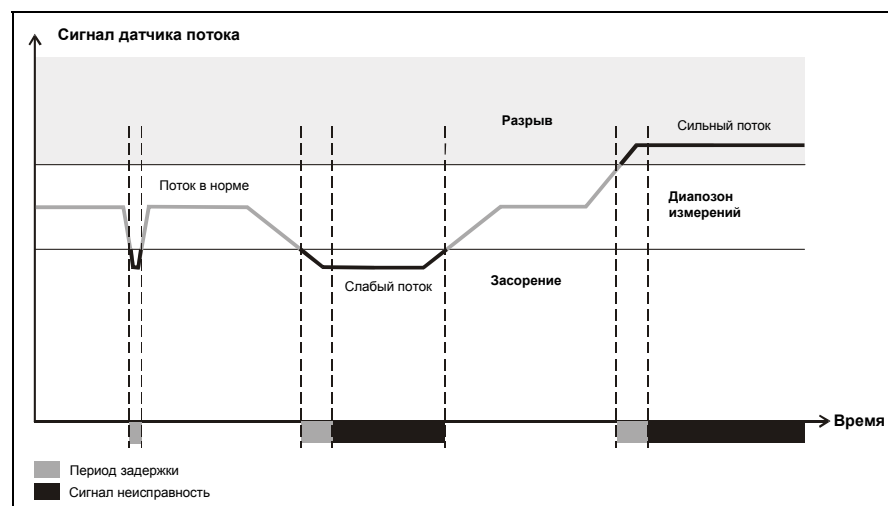 Сигнал датчика потока
Разрыв
Сильный поток
Поток в норме
Диапозон
измерений
Слабый поток
Засорение
Время
Период задержки
Сигнал неисправность